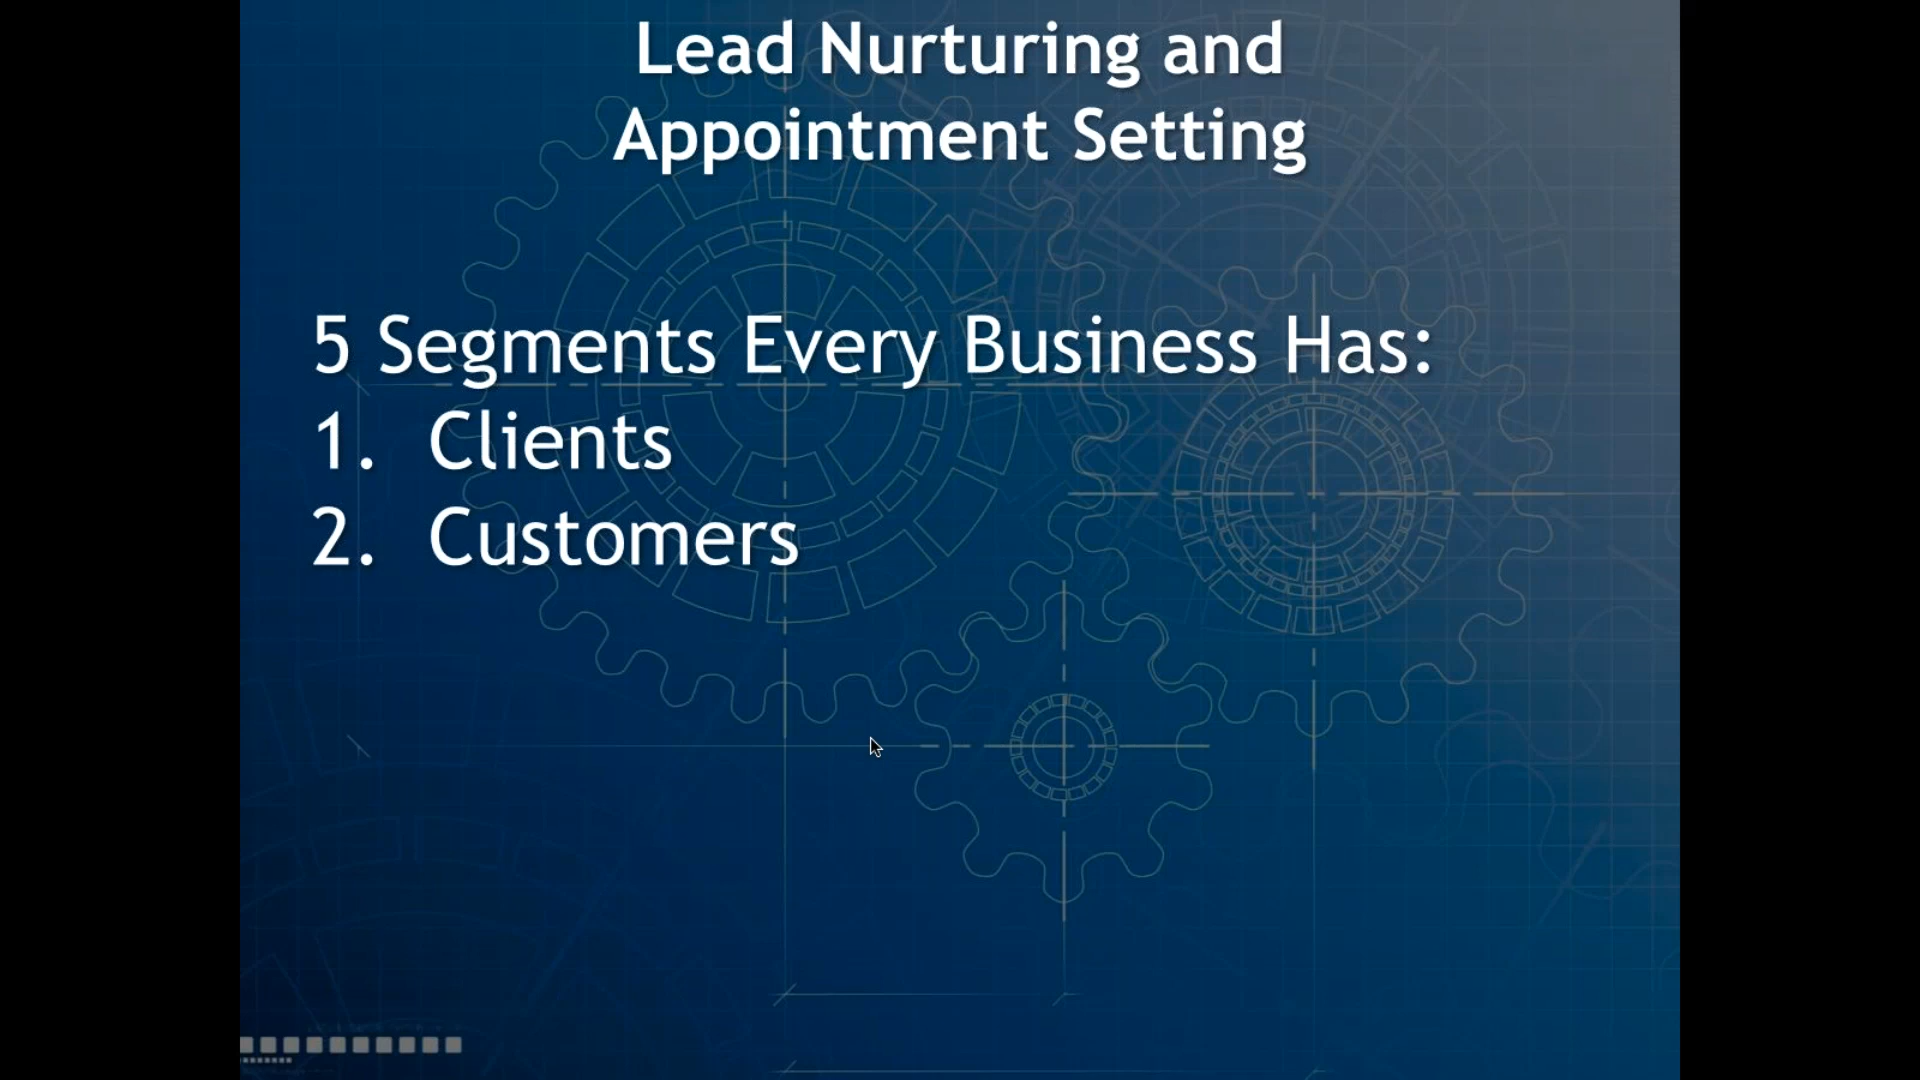 Lead Nurturing and
Appointment Setting
5 Segments Every Business Has:
1. Clients
2. Customers